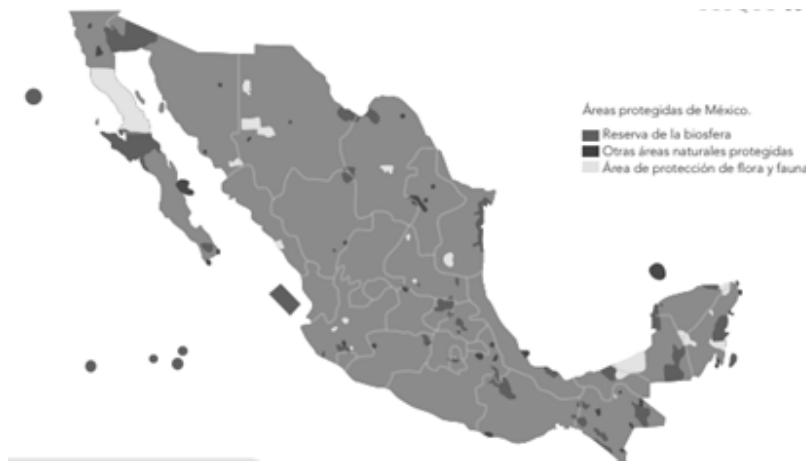 Áreas protegidas de México.
Reserva de la biosfera
Otras áreas naturales protegidas
Área de protección de flora y fauna